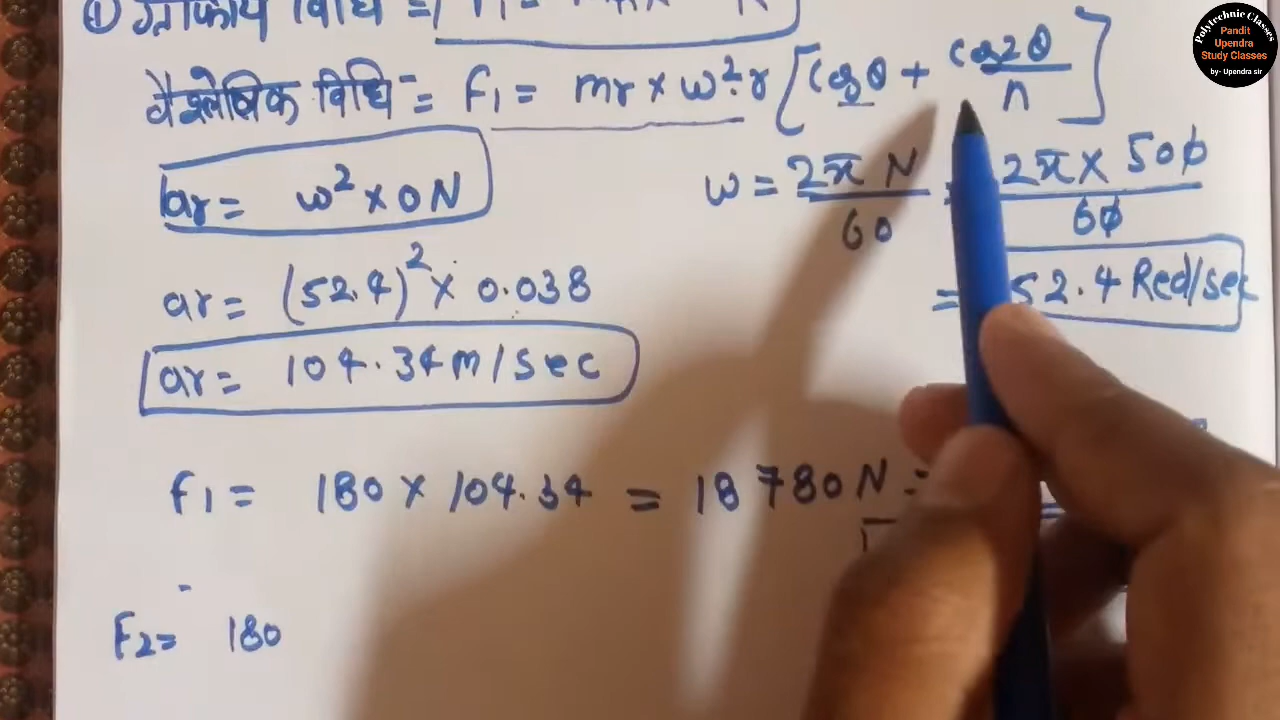 ① ग्राफीय विधि =
वैश्लेषिक विधि = F1 = mr × ω².r [cosθ + cos2θ/n]
ar = ω² × ON
ω = 2π N/60 = 2π × 500/60
= 52.4 Red/sec
ar = (52.4)² × 0.038
ar = 104.34 m/sec
F1 = 180 × 104.34 = 18780 N =
F2 = 180
Polytechnic Classes
Pandit
Upendra
Study Classes
by- Upendra sir